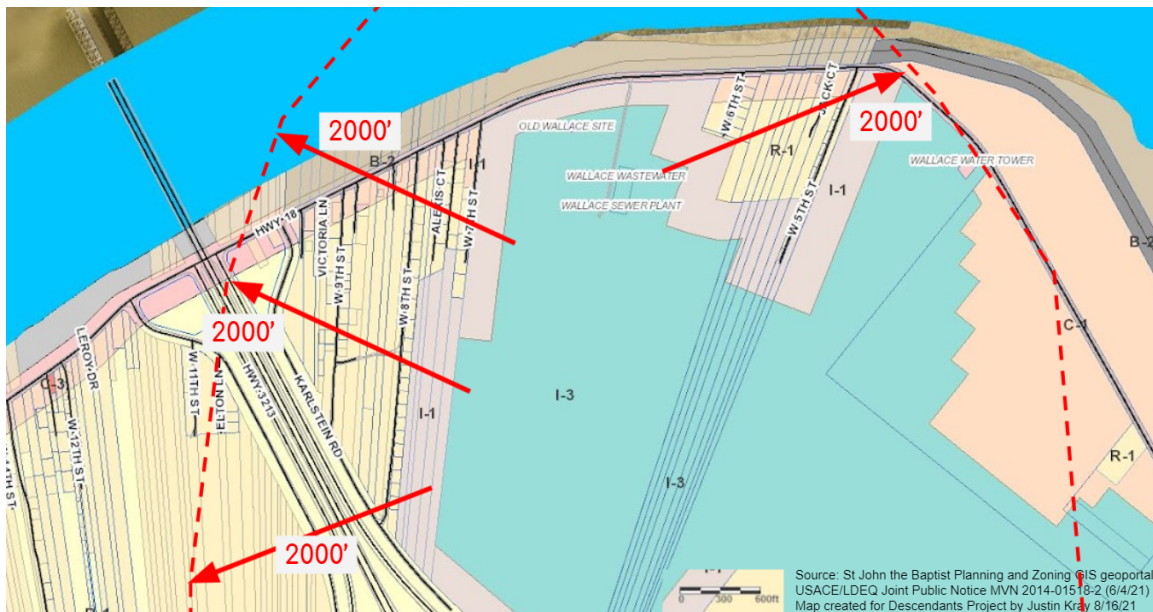 2000'
2000'
OLD WALLACE SITE
W-6TH ST
B-2
I-1
WALLACE WASTEWATER
R-1
WALLACE WATER TOWER
ALEXIS CT
W-7TH ST
WALLACE SEWER PLANT
W-5TH ST
I-1
HWY-18
VICTORIA LN
W-9TH ST
W-8TH ST
B-2
2000'
LEROY-DR
C-1
C-3
W-11TH ST
ELTON LN
HWY-3213
KARLSTEIN RD
I-1
I-3
W-12TH ST
R-1
I-3
2000'
0 300 600ft
Source: St John the Baptist Planning and Zoning GIS geoportal
USACE/LDEQ Joint Public Notice MVN 2014-01518-2 (6/4/21)
Map created for Descendants Project by Justin Kray 8/16/21